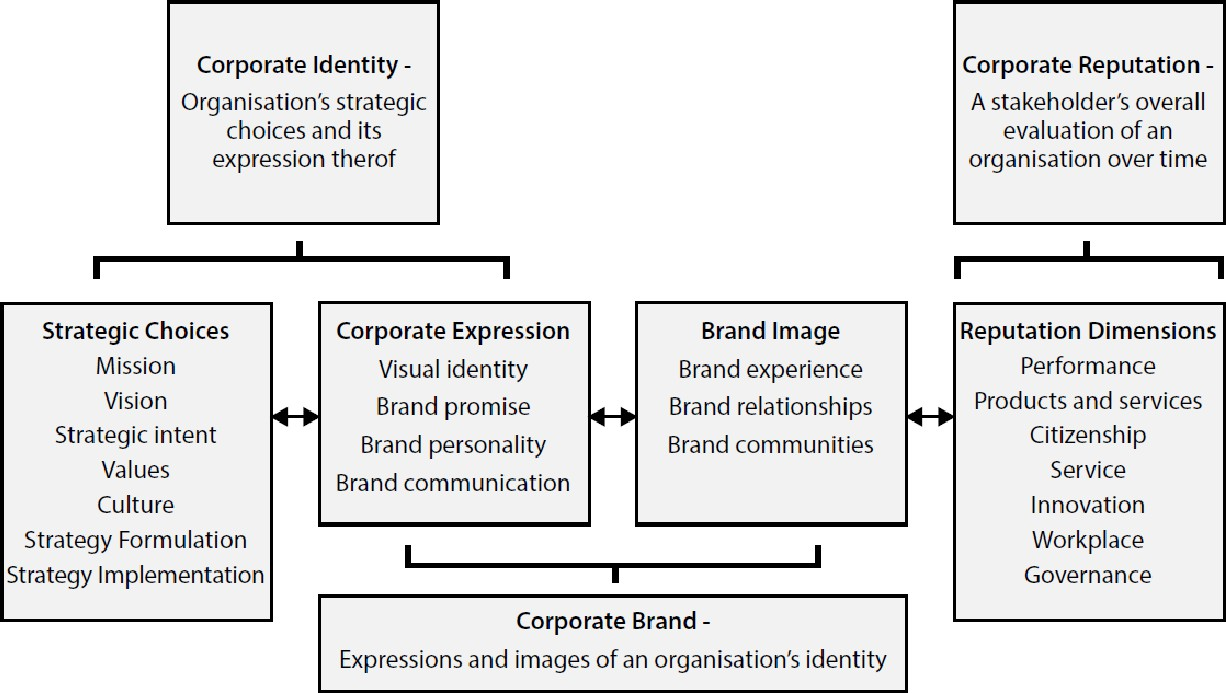 Corporate Identity -
Organisation's strategic
choices and its
expression therof
Corporate Reputation -
A stakeholder's overall
evaluation of an
organisation over time
Strategic Choices
Mission
Vision
Strategic intent
Values
Culture
Strategy Formulation
Strategy Implementation
Corporate Expression
Visual identity
Brand promise
Brand personality
Brand communication
Brand Image
Brand experience
Brand relationships
Brand communities
Reputation Dimensions
Performance
Products and services
Citizenship
Service
Innovation
Workplace
Governance
Corporate Brand -
Expressions and images of an organisation's identity